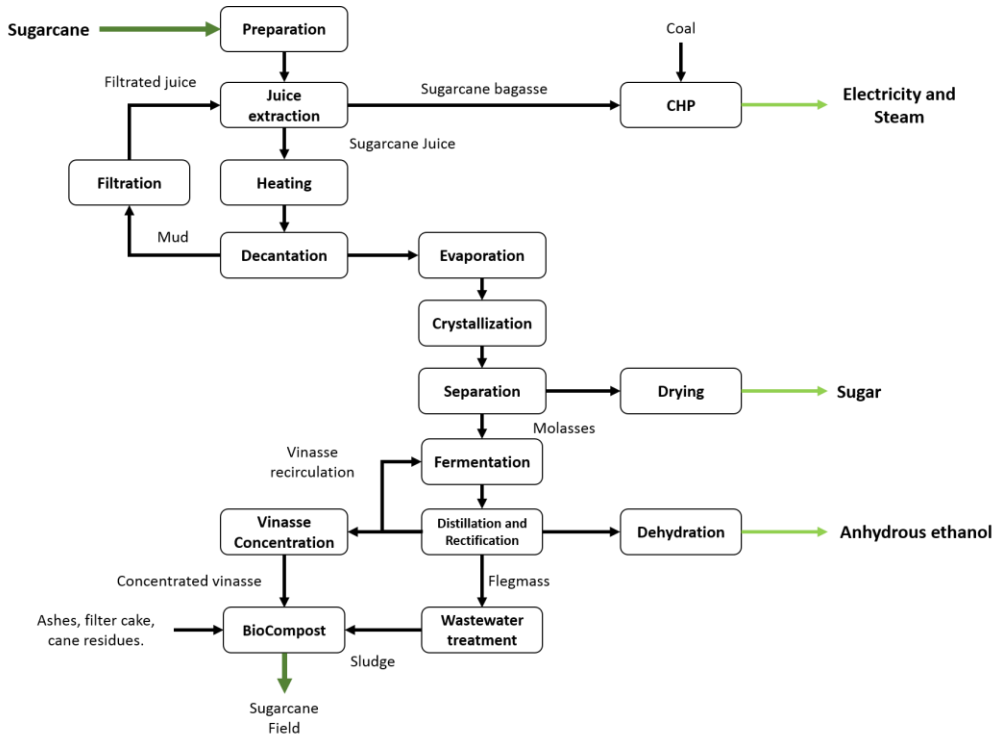 Sugarcane
Preparation
Coal
Filtrated juice
Juice
extraction
Sugarcane bagasse
CHP
Electricity and
Steam
Sugarcane Juice
Filtration
Heating
Mud
Decantation
Evaporation
Crystallization
Separation
Drying
Sugar
Molasses
Vinasse
recirculation
Fermentation
Vinasse
Concentration
Distillation and
Rectification
Dehydration
Anhydrous ethanol
Concentrated vinasse
Flegmass
Ashes, filter cake,
cane residues.
BioCompost
Wastewater
treatment
Sludge
Sugarcane
Field